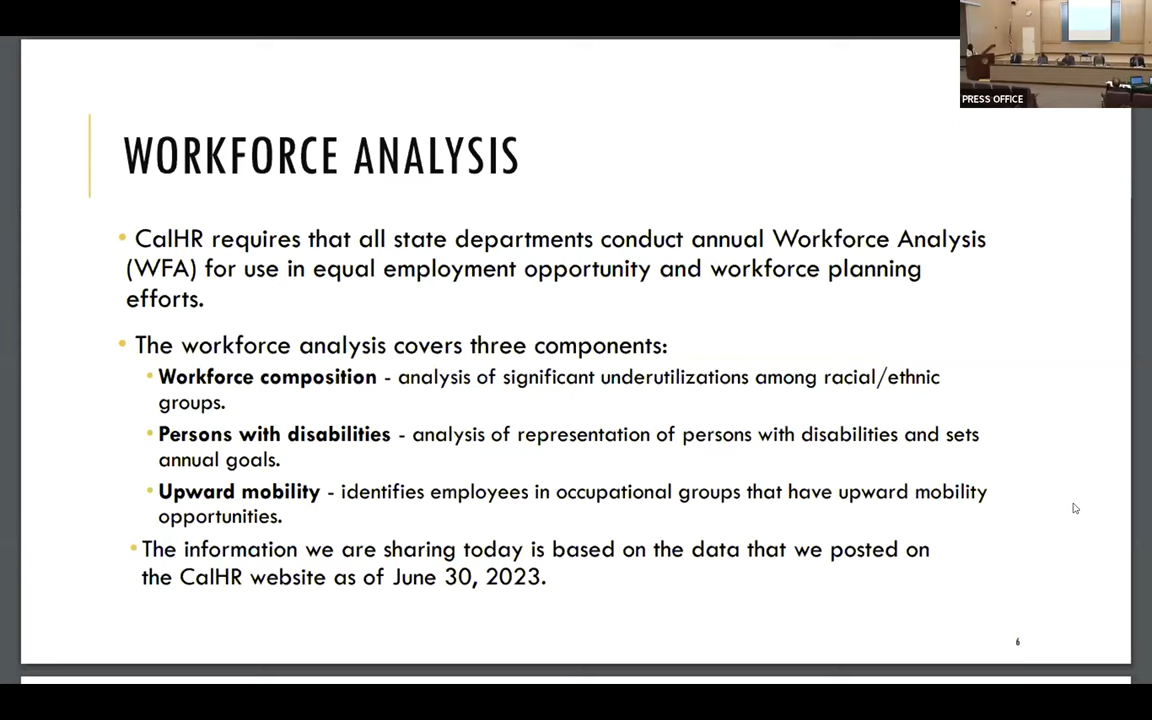 PRESS OFFICE
WORKFORCE ANALYSIS
• CalHR requires that all state departments conduct annual Workforce Analysis
(WFA) for use in equal employment opportunity and workforce planning
efforts.
• The workforce analysis covers three components:
• Workforce composition - analysis of significant underutilizations among racial/ethnic
groups.
• Persons with disabilities - analysis of representation of persons with disabilities and sets
annual goals.
• Upward mobility - identifies employees in occupational groups that have upward mobility
opportunities.
• The information we are sharing today is based on the data that we posted on
the CalHR website as of June 30, 2023.
6